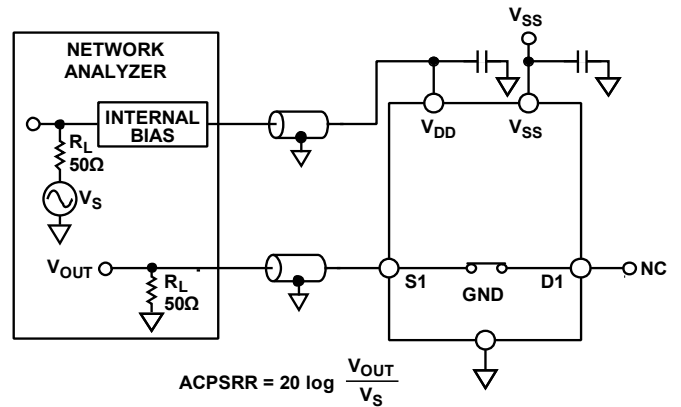 V_SS
NETWORK
ANALYZER
INTERNAL
BIAS
V_DD
V_SS
R_L
50Ω
V_S
V_OUT
R_L
50Ω
S1
GND
D1
NC
ACPSRR = 20 log V_OUT / V_S